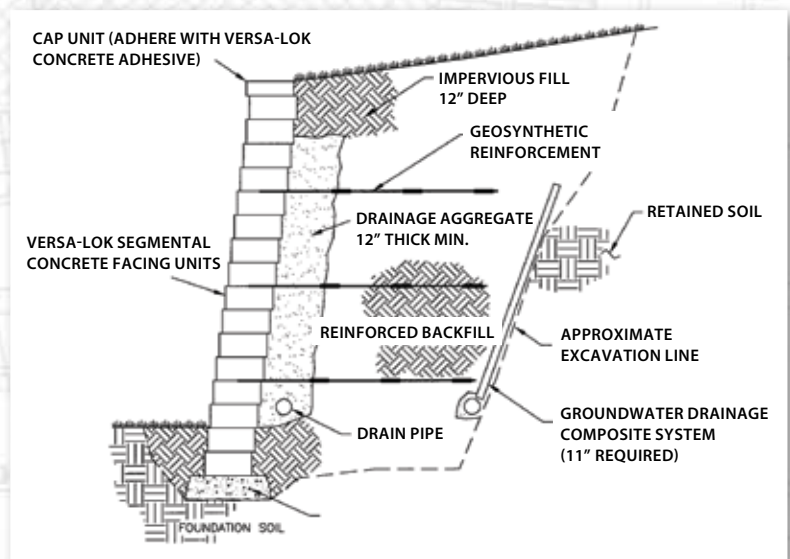 CAP UNIT (ADHERE WITH VERSA-LOK
CONCRETE ADHESIVE)
IMPERVIOUS FILL
12” DEEP
GEOSYNTHETIC
REINFORCEMENT
DRAINAGE AGGREGATE
12” THICK MIN.
RETAINED SOIL
VERSA-LOK SEGMENTAL
CONCRETE FACING UNITS
REINFORCED BACKFILL
APPROXIMATE
EXCAVATION LINE
DRAIN PIPE
GROUNDWATER DRAINAGE
COMPOSITE SYSTEM
(11” REQUIRED)
FOUNDATION SOIL